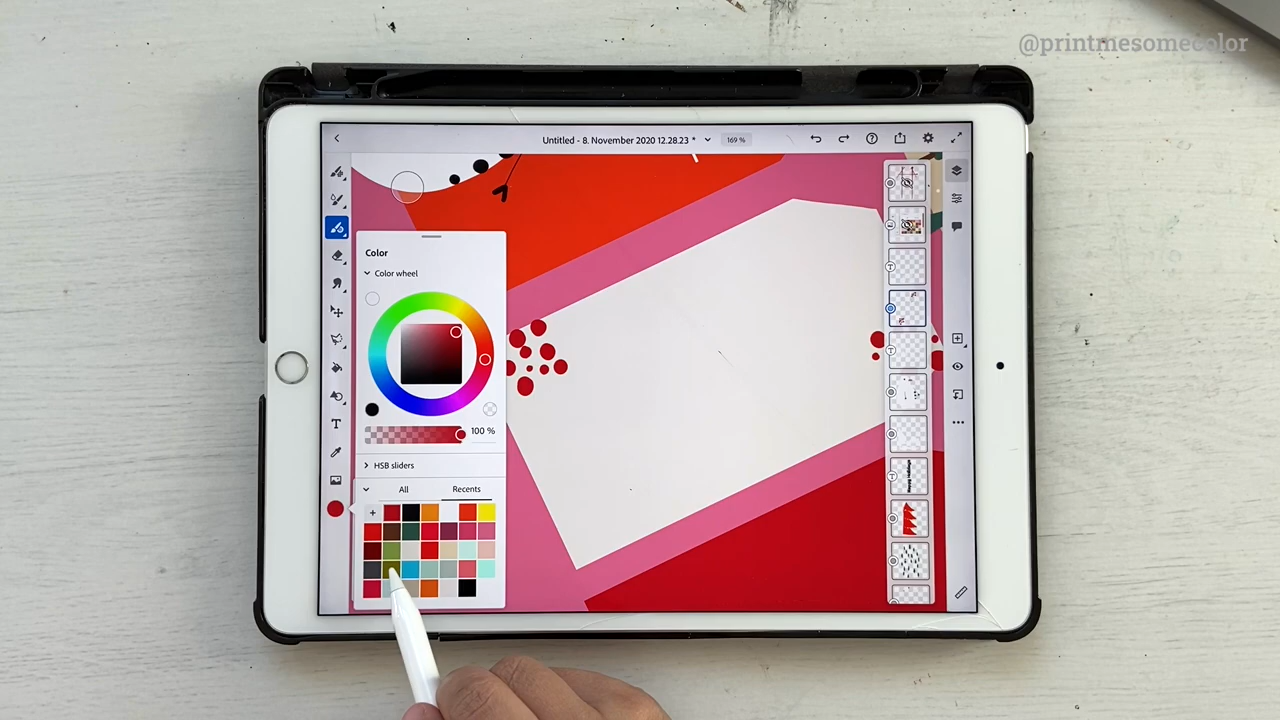 @printmesomecolor
Untitled - 8. November 2020 12.28.23 *
169 %
Color
Color wheel
100 %
HSB sliders
All
Recents
+
T
T
T
T